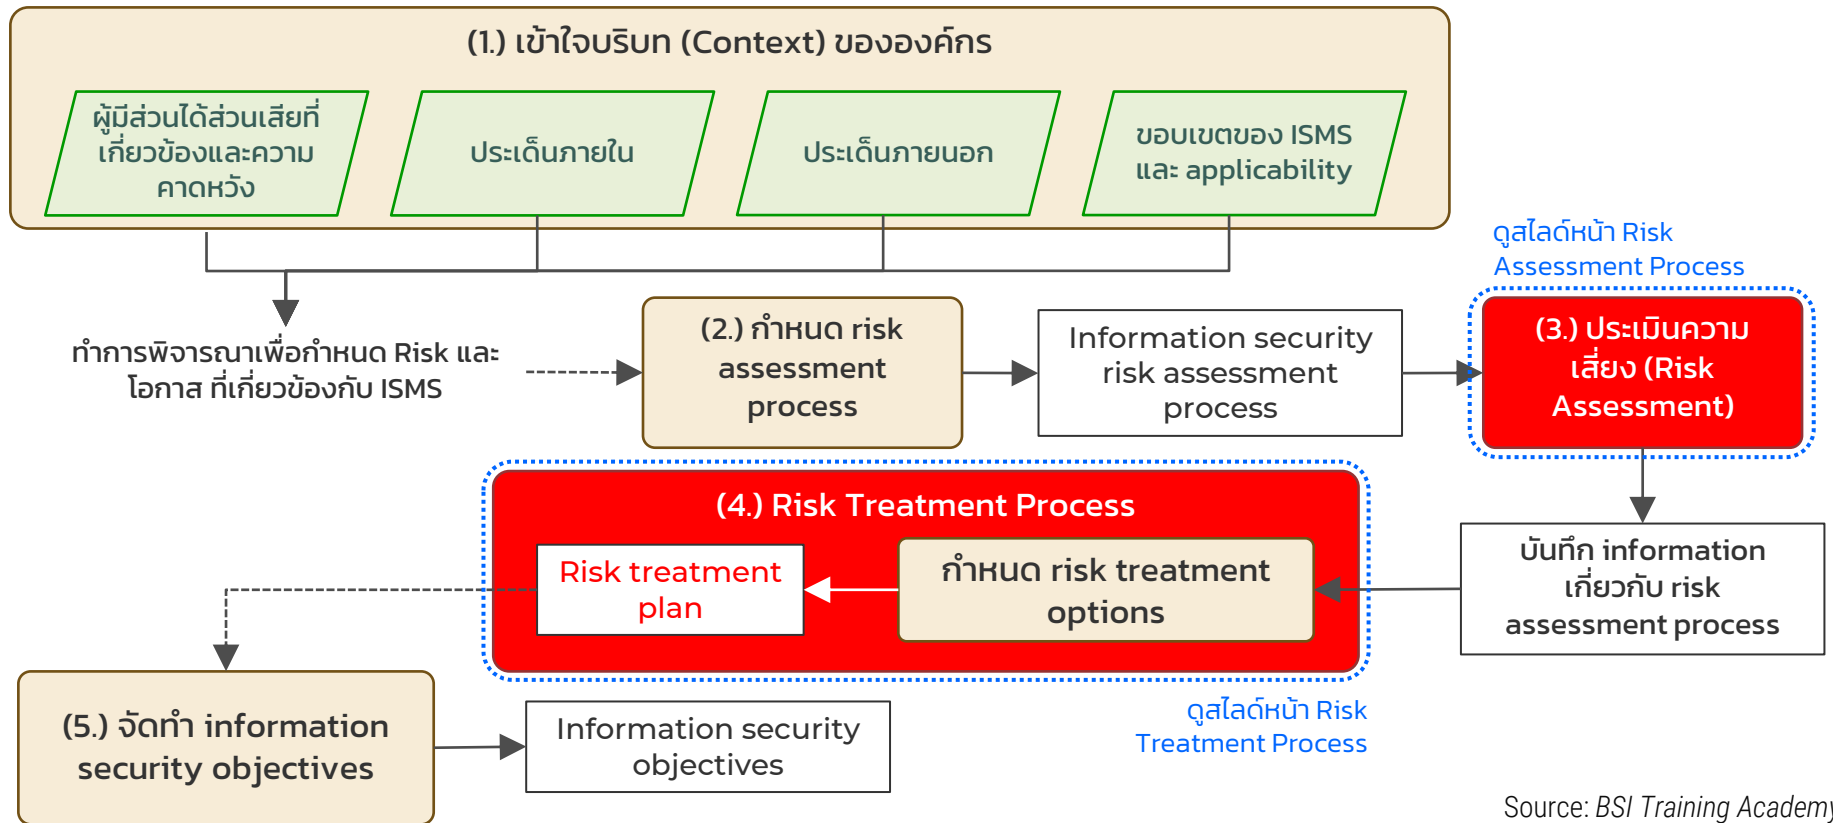 (1.) เข้าใจบริบท (Context) ขององค์กร
ผู้มีส่วนได้ส่วนเสียที่
เกี่ยวข้องและความ
คาดหวัง
ประเด็นภายใน
ประเด็นภายนอก
ขอบเขตของ ISMS
และ applicability
ทำการพิจารณาเพื่อกำหนด Risk และ
โอกาส ที่เกี่ยวข้องกับ ISMS
(2.) กำหนด risk
assessment
process
Information security
risk assessment
process
ดูสไลด์หน้า Risk
Assessment Process
(3.) ประเมินความ
เสี่ยง (Risk
Assessment)
บันทึก information
เกี่ยวกับ risk
assessment process
(4.) Risk Treatment Process
กำหนด risk treatment
options
Risk treatment
plan
ดูสไลด์หน้า Risk
Treatment Process
(5.) จัดทำ information
security objectives
Information security
objectives
Source: BSI Training Academy